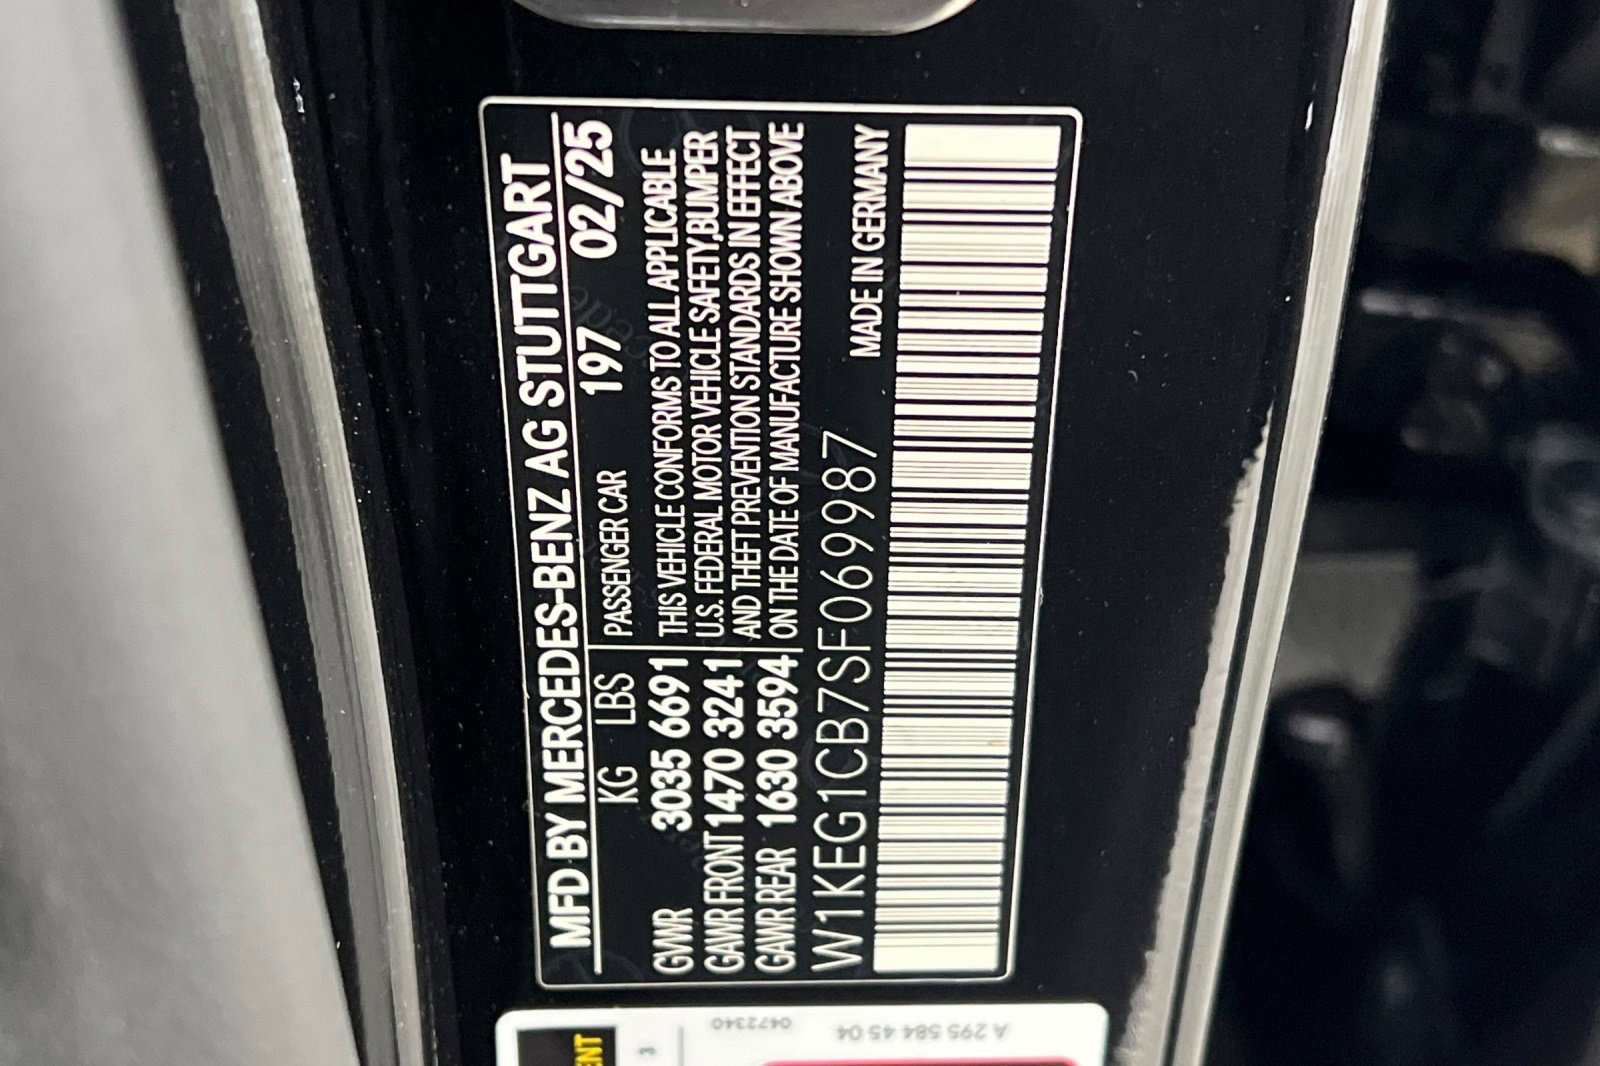 MFD BY MERCEDES-BENZ AG STUTTGART
KG LBS PASSENGER CAR 197 02/25
GVWR 3035 6691 THIS VEHICLE CONFORMS TO ALL APPLICABLE
GAWR FRONT 1470 3241 U.S. FEDERAL MOTOR VEHICLE SAFETY,BUMPER
GAWR REAR 1630 3594 AND THEFT PREVENTION STANDARDS IN EFFECT
ON THE DATE OF MANUFACTURE SHOWN ABOVE
W1KEG1CB7SF069987 MADE IN GERMANY
A 295 584 45 04
0472340
3